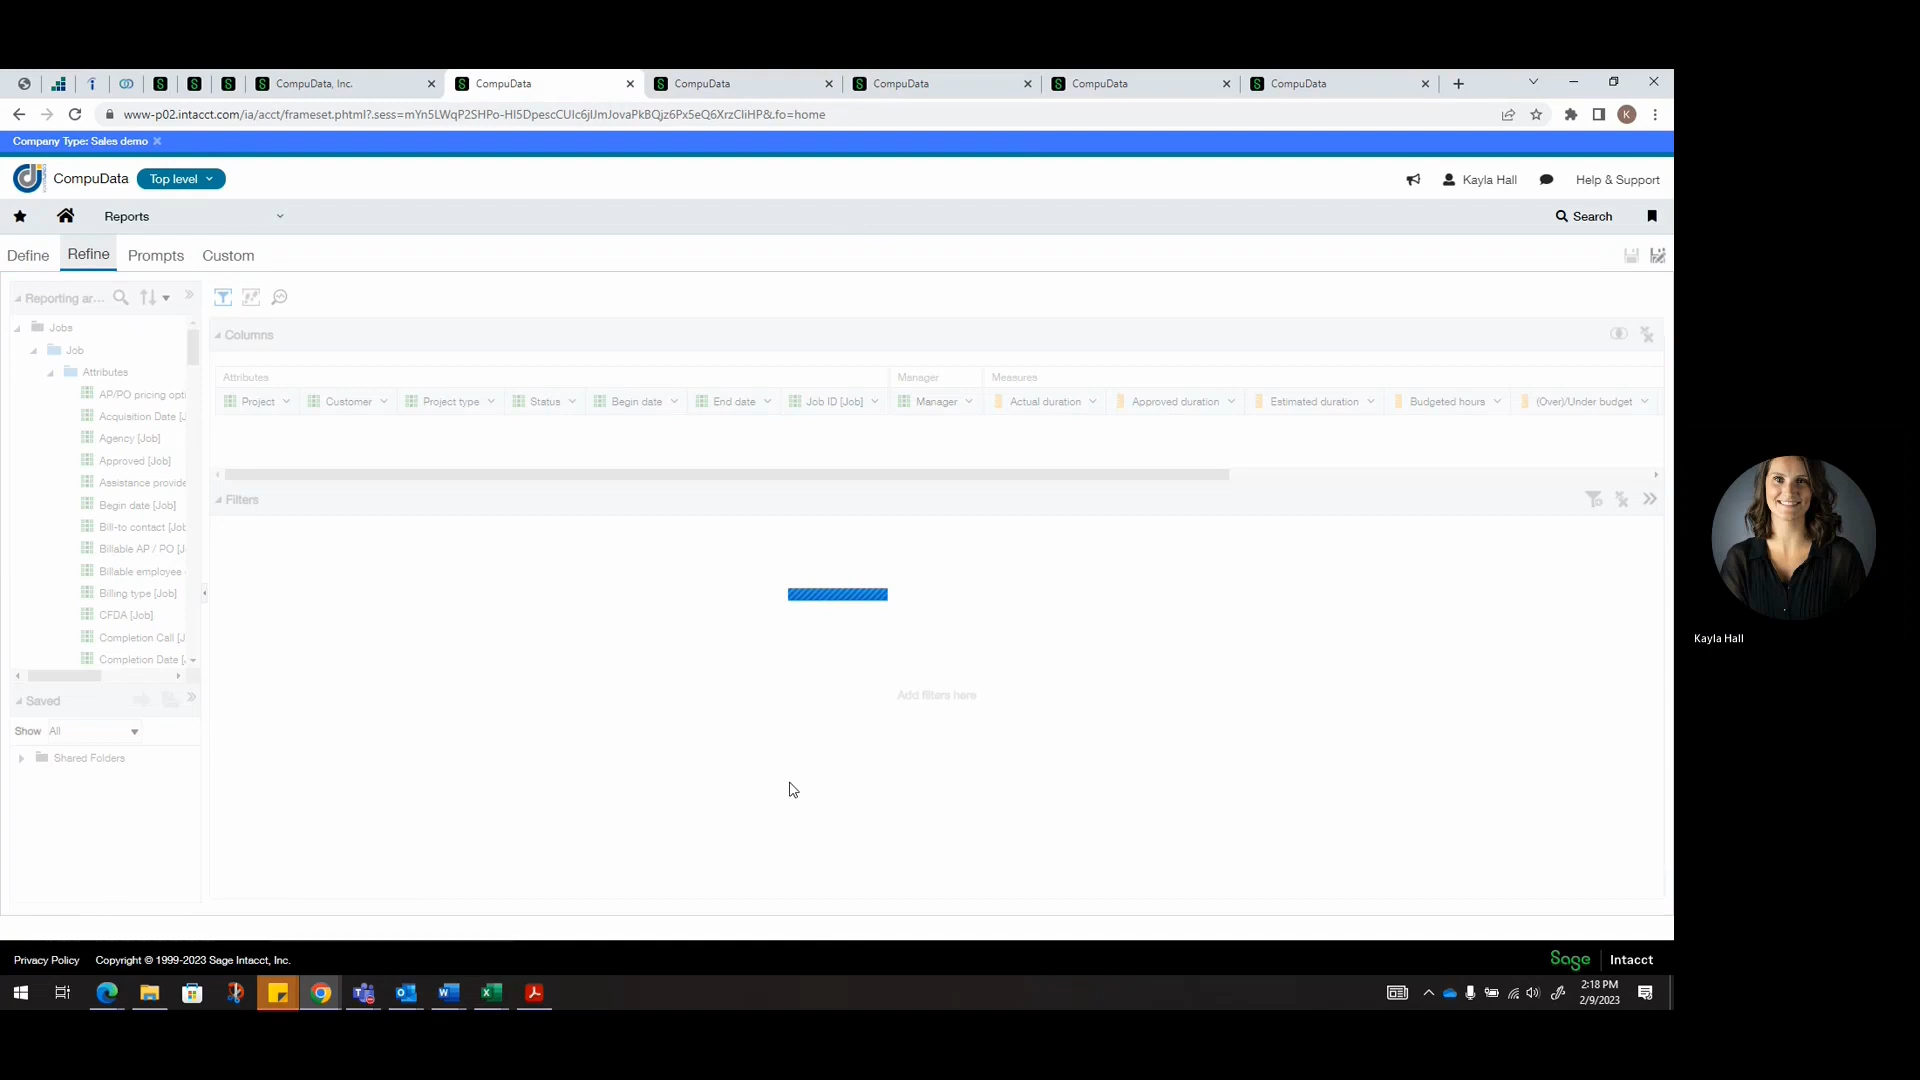 CompuData, Inc.
CompuData
CompuData
CompuData
CompuData
CompuData
www-p02.intacct.com/ia/acct/frameset.phtml?.sess=mYn5LWqP2SHPo-HI5DpescCUIc6jlJmJovaPkBQjz6Px5eQ6XrzCliHP&.fo=home
K
Company Type: Sales demo
CompuData Top level
Kayla Hall Help & Support
Reports
Search
Define Refine Prompts Custom
Reporting ar...
Jobs
Job
Attributes
AP/PO pricing opti
Acquisition Date [J
Agency [Job]
Approved [Job]
Assistance provide
Begin date [Job]
Bill-to contact [Job
Billable AP / PO [J
Billable employee
Billing type [Job]
CFDA [Job]
Completion Call [J
Completion Date [
Saved
Show All
Shared Folders
Columns
Attributes Manager Measures
Project Customer Project type Status Begin date End date Job ID [Job] Manager Actual duration Approved duration Estimated duration Budgeted hours (Over)/Under budget
Filters
Add filters here
Kayla Hall
Privacy Policy Copyright © 1999-2023 Sage Intacct, Inc.
Sage Intacct
2:18 PM
2/9/2023